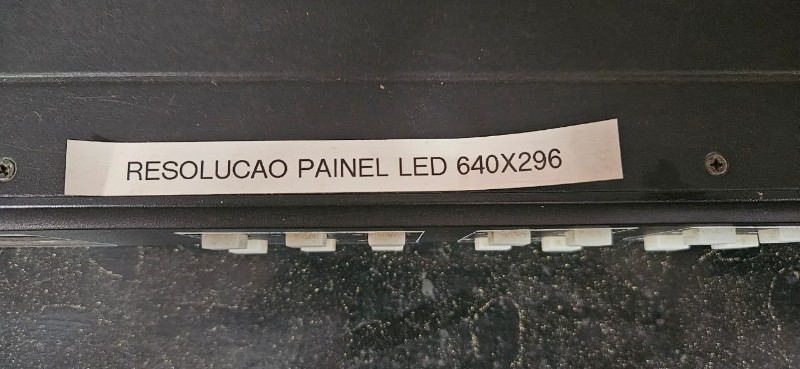 RESOLUCAO PAINEL LED 640X296